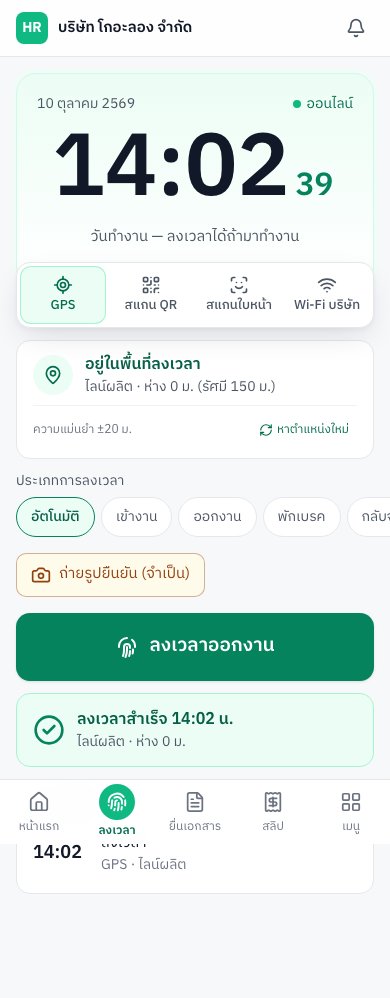 HR บริษัท โกอะลอง จำกัด
10 ตุลาคม 2569 ออนไลน์
14:02 39
วันทำงาน — ลงเวลาได้ถ้ามาทำงาน
GPS สแกน QR สแกนใบหน้า Wi-Fi บริษัท
อยู่ในพื้นที่ลงเวลา
ไลน์ผลิต · ห่าง 0 ม. (รัศมี 150 ม.)
ความแม่นยำ ±20 ม. หาตำแหน่งใหม่
ประเภทการลงเวลา
อัตโนมัติ เข้างาน ออกงาน พักเบรค
ถ่ายรูปยืนยัน (จำเป็น)
ลงเวลาออกงาน
ลงเวลาสำเร็จ 14:02 น.
ไลน์ผลิต · ห่าง 0 ม.
หน้าแรก ลงเวลา ยื่นเอกสาร สลิป เมนู
14:02
GPS · ไลน์ผลิต